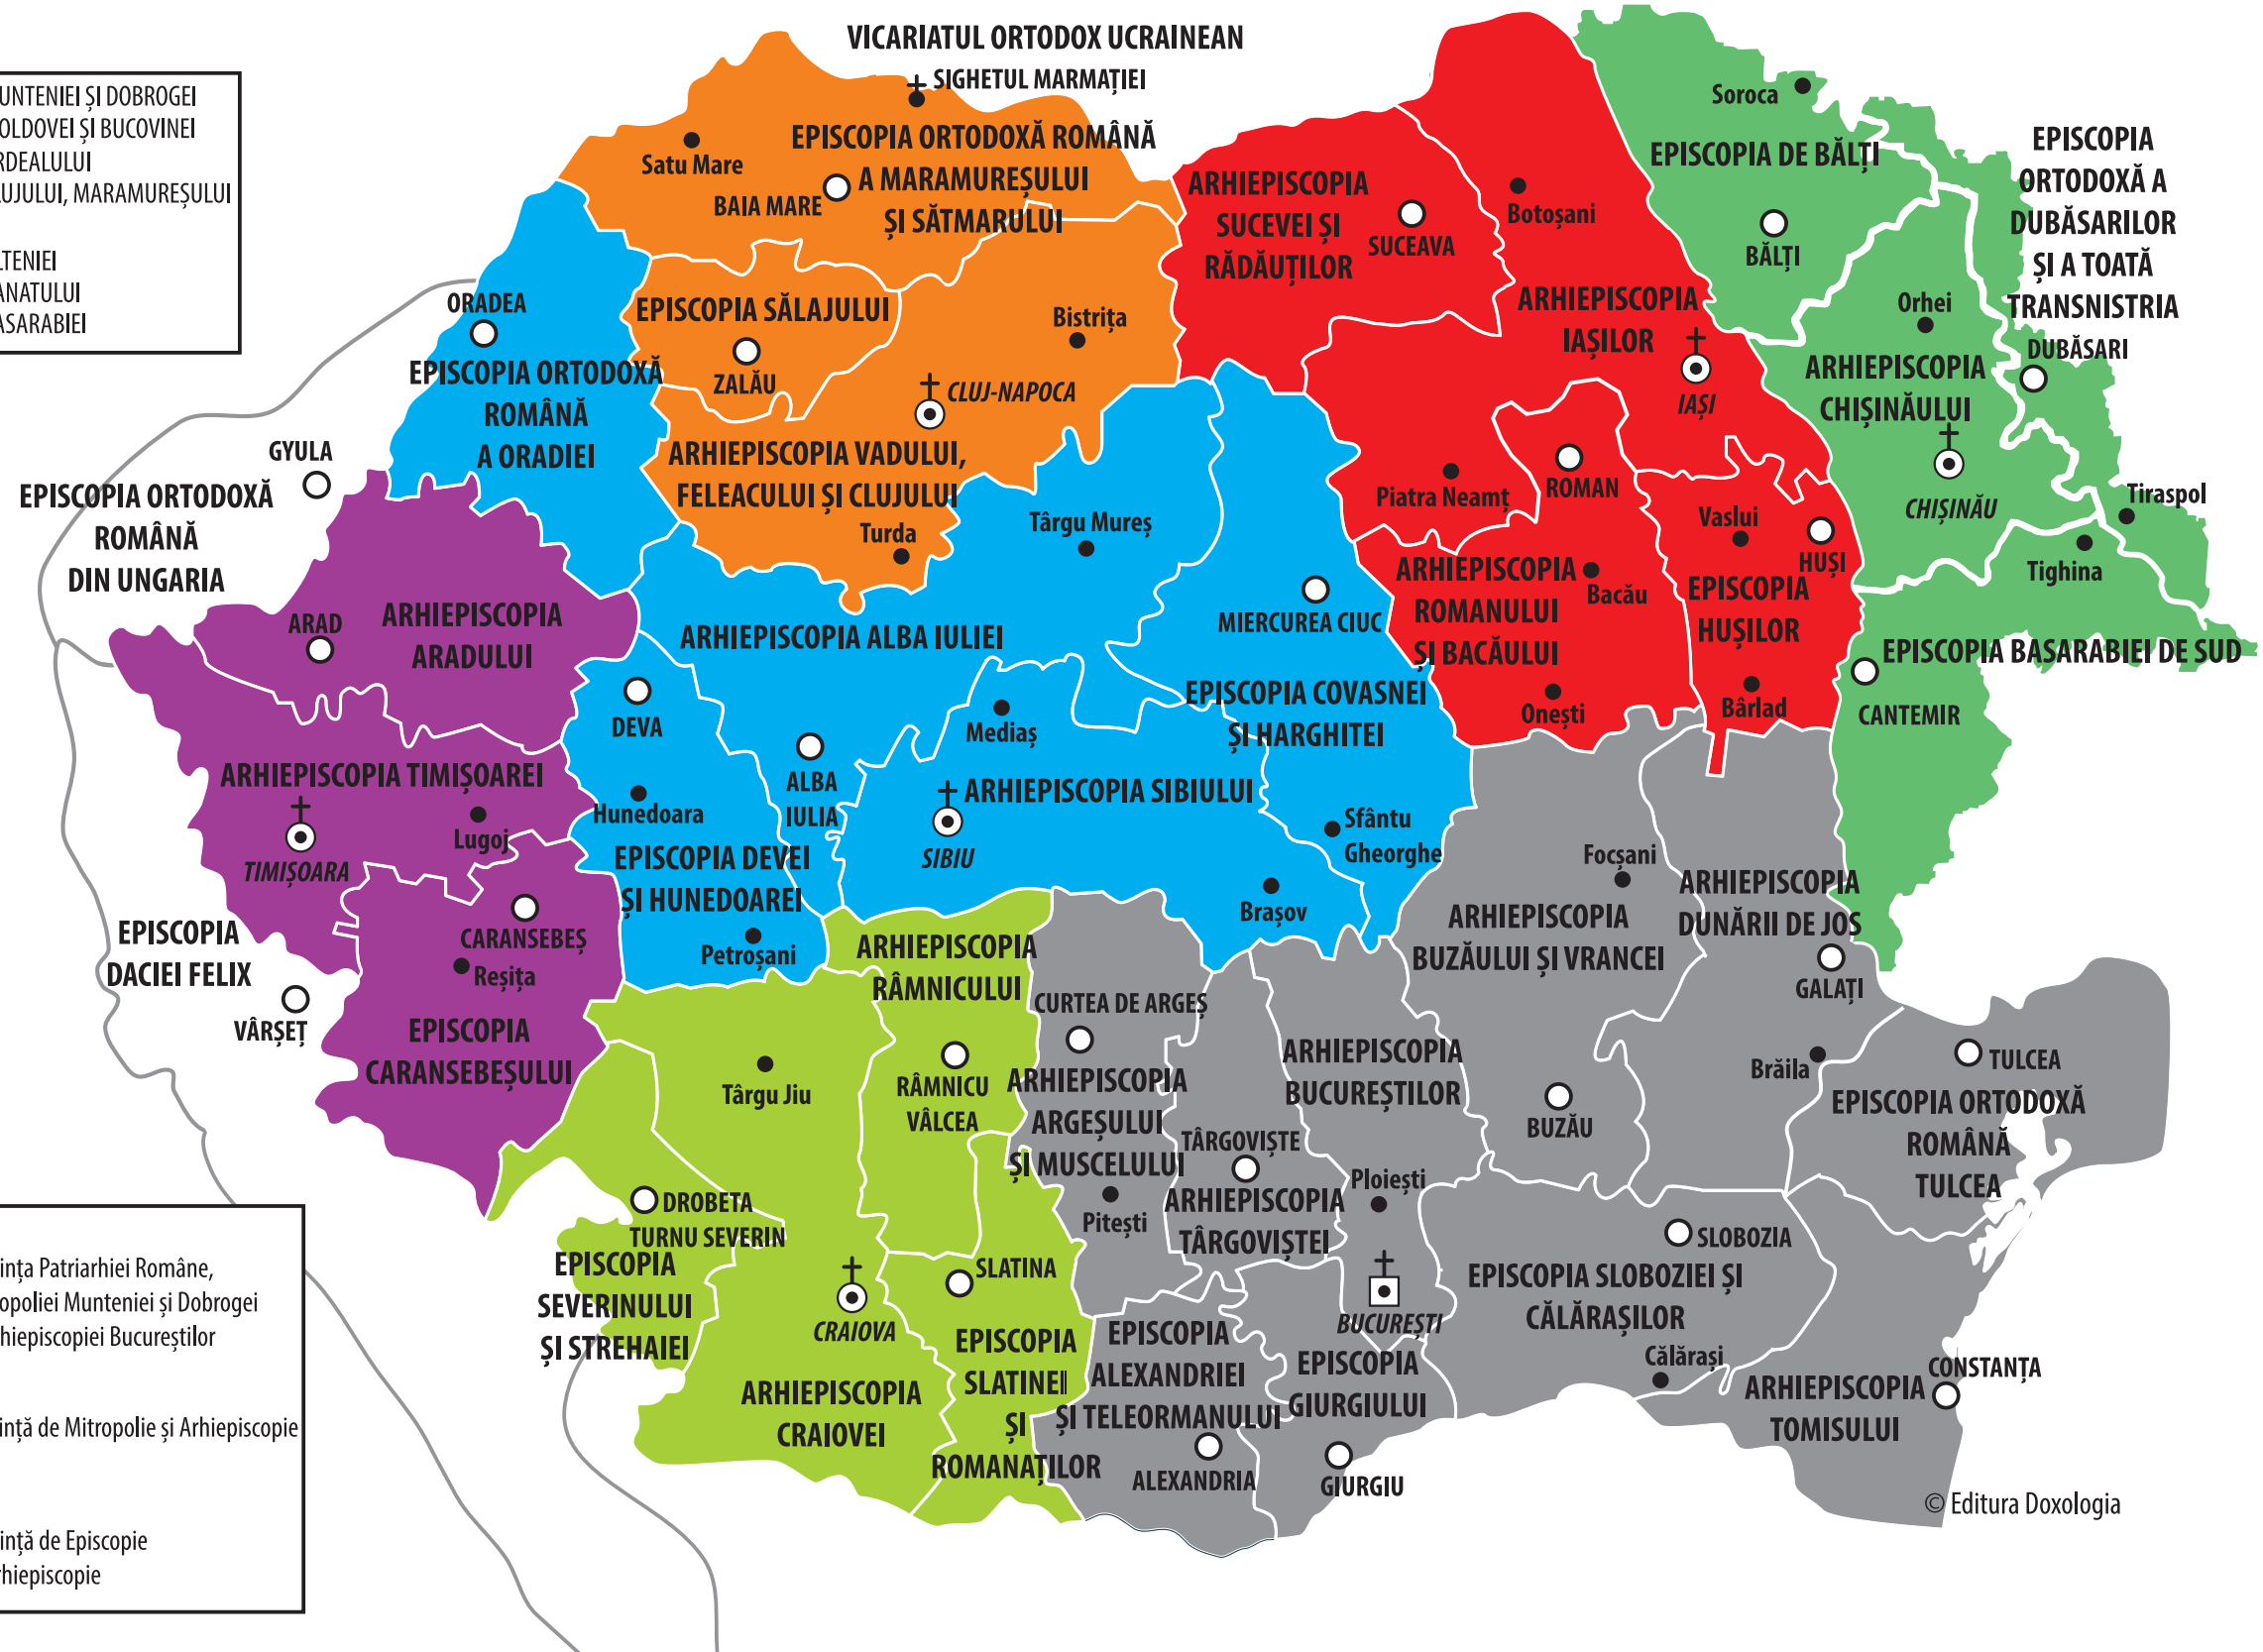 UNTENIEI ȘI DOBROGEI
OLDOVEI ȘI BUCOVINEI
RDEALULUI
LUJULUI, MARAMUREȘULUI
LTENIEI
ANATULUI
ASARABIEI
VICARIATUL ORTODOX UCRAINEAN
SIGHETUL MARMAȚIEI
Satu Mare
EPISCOPIA ORTODOXĂ ROMÂNĂ
A MARAMUREȘULUI
ȘI SĂTMARULUI
BAIA MARE
EPISCOPIA SĂLAJULUI
ZALĂU
Bistrița
CLUJ-NAPOCA
ARHIEPISCOPIA VADULUI,
FELEACULUI ȘI CLUJULUI
Turda
ORADEA
EPISCOPIA ORTODOXĂ
ROMÂNĂ
A ORADIEI
GYULA
EPISCOPIA ORTODOXĂ
ROMÂNĂ
DIN UNGARIA
ARHIEPISCOPIA
SUCEVEI ȘI
RĂDĂUȚILOR
SUCEAVA
Botoșani
ARHIEPISCOPIA
IAȘILOR
IAȘI
Piatra Neamț
ROMAN
ARHIEPISCOPIA
ROMANULUI
ȘI BACĂULUI
Bacău
Onești
Vaslui
HUȘI
EPISCOPIA
HUȘILOR
Bârlad
Soroca
EPISCOPIA DE BĂLȚI
BĂLȚI
EPISCOPIA
ORTODOXĂ A
DUBĂSARILOR
ȘI A TOATĂ
TRANSNISTRIA
DUBĂSARI
Orhei
ARHIEPISCOPIA
CHIȘINĂULUI
CHIȘINĂU
Tiraspol
Tighina
EPISCOPIA BASARABIEI DE SUD
CANTEMIR
ARAD
ARHIEPISCOPIA
ARADULUI
ARHIEPISCOPIA TIMIȘOAREI
TIMIȘOARA
Lugoj
CARANSEBEȘ
Reșița
EPISCOPIA
CARANSEBEȘULUI
EPISCOPIA
DACIEI FELIX
VÂRȘEȚ
Târgu Mureș
ARHIEPISCOPIA ALBA IULIEI
ALBA
IULIA
DEVA
Hunedoara
EPISCOPIA DEVEI
ȘI HUNEDOAREI
Petroșani
Mediaș
ARHIEPISCOPIA SIBIULUI
SIBIU
Brașov
MIERCUREA CIUC
EPISCOPIA COVASNEI
ȘI HARGHITEI
Sfântu
Gheorghe
ARHIEPISCOPIA
RÂMNICULUI
RÂMNICU
VÂLCEA
Târgu Jiu
DROBETA
TURNU SEVERIN
EPISCOPIA
SEVERINULUI
ȘI STREHAIEI
CRAIOVA
ARHIEPISCOPIA
CRAIOVEI
SLATINA
EPISCOPIA
SLATINEI
ȘI
ROMANAȚILOR
CURTEA DE ARGEȘ
ARHIEPISCOPIA
ARGEȘULUI
ȘI MUSCELULUI
Pitești
TÂRGOVIȘTE
ARHIEPISCOPIA
TÂRGOVIȘTEI
ARHIEPISCOPIA
BUCUREȘTILOR
Ploiești
BUCUREȘTI
EPISCOPIA
ALEXANDRIEI
ȘI TELEORMANULUI
ALEXANDRIA
EPISCOPIA
GIURGIULUI
GIURGIU
Focșani
ARHIEPISCOPIA
BUZĂULUI ȘI VRANCEI
BUZĂU
ARHIEPISCOPIA
DUNĂRII DE JOS
GALAȚI
Brăila
TULCEA
EPISCOPIA ORTODOXĂ
ROMÂNĂ
TULCEA
SLOBOZIA
EPISCOPIA SLOBOZIEI ȘI
CĂLĂRAȘILOR
Călărași
CONSTANȚA
ARHIEPISCOPIA
TOMISULUI
ința Patriarhiei Române,
opoliei Munteniei și Dobrogei
hiepiscopiei Bucureștilor
ință de Mitropolie și Arhiepiscopie
ință de Episcopie
rhiepiscopie
© Editura Doxologia